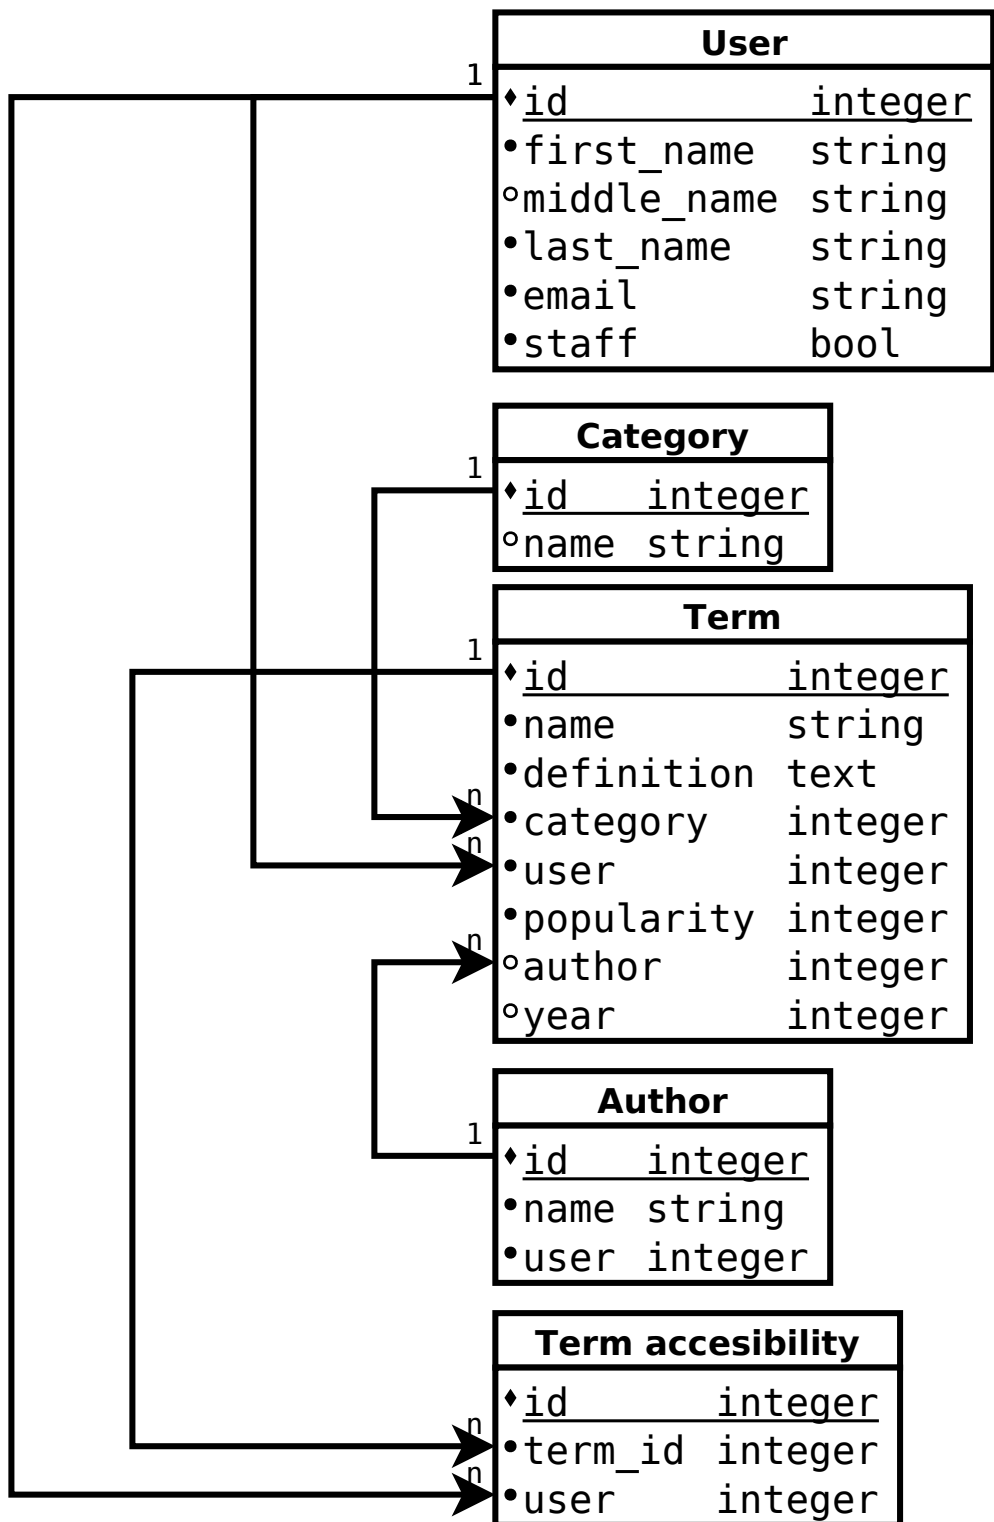 User
1
id integer
first_name string
middle_name string
last_name string
email string
staff bool
Category
1
id integer
name string
Term
1
id integer
name string
definition text
n
category integer
n
user integer
popularity integer
n
author integer
year integer
Author
1
id integer
name string
user integer
Term accesibility
id integer
n
term_id integer
n
user integer